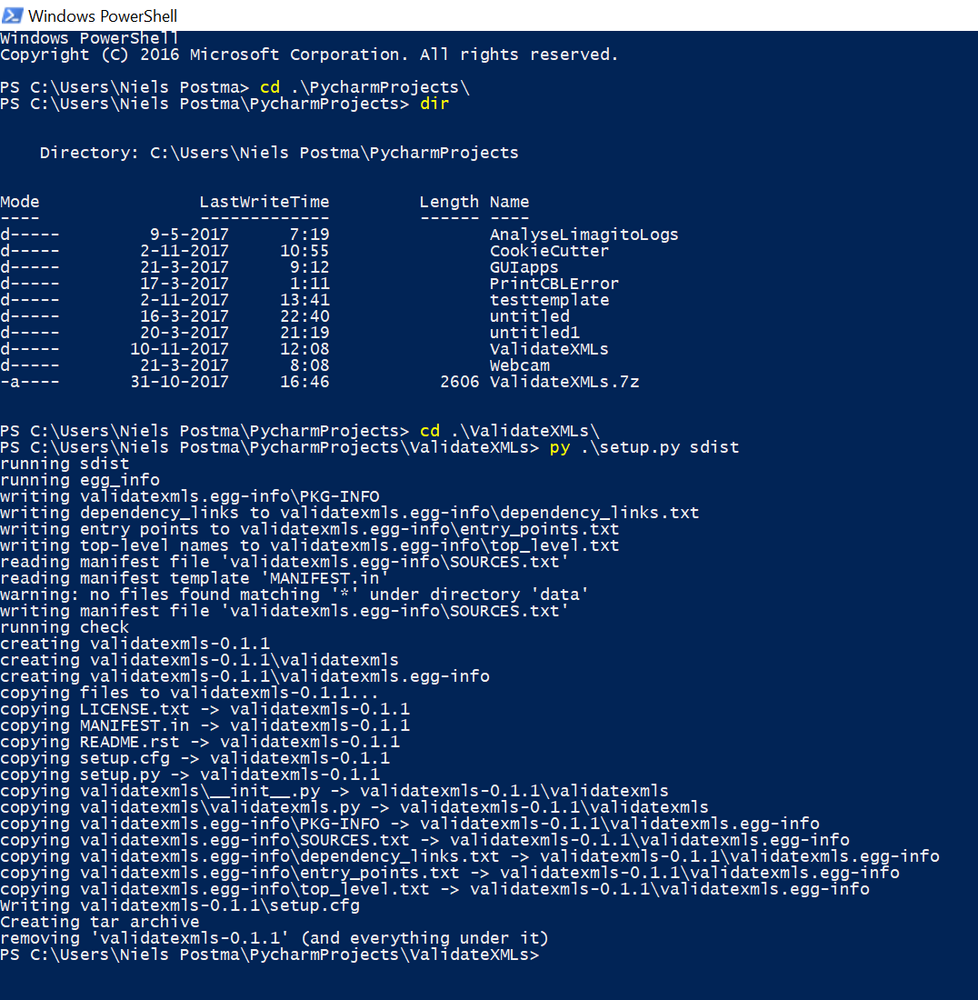 Windows PowerShell
Windows PowerShell
Copyright (C) 2016 Microsoft Corporation. All rights reserved.
PS C:\Users\Niels Postma> cd .\PycharmProjects\
PS C:\Users\Niels Postma\PycharmProjects> dir
Directory: C:\Users\Niels Postma\PycharmProjects
Mode LastWriteTime Length Name
---- ------------- ------ ----
d----- 9-5-2017 7:19 AnalyseLimagitoLogs
d----- 2-11-2017 10:55 CookieCutter
d----- 21-3-2017 9:12 GUIapps
d----- 17-3-2017 1:11 PrintCBLError
d----- 2-11-2017 13:41 testtemplate
d----- 16-3-2017 22:40 untitled
d----- 20-3-2017 21:19 untitled1
d----- 10-11-2017 12:08 ValidateXMLs
d----- 21-3-2017 8:08 Webcam
-a---- 31-10-2017 16:46 2606 ValidateXMLs.7z
PS C:\Users\Niels Postma\PycharmProjects> cd .\ValidateXMLs\
PS C:\Users\Niels Postma\PycharmProjects\ValidateXMLs> py .\setup.py sdist
running sdist
running egg_info
writing validatexmls.egg-info\PKG-INFO
writing dependency_links to validatexmls.egg-info\dependency_links.txt
writing entry points to validatexmls.egg-info\entry_points.txt
writing top-level names to validatexmls.egg-info\top_level.txt
reading manifest file 'validatexmls.egg-info\SOURCES.txt'
reading manifest template 'MANIFEST.in'
warning: no files found matching '*' under directory 'data'
writing manifest file 'validatexmls.egg-info\SOURCES.txt'
running check
creating validatexmls-0.1.1
creating validatexmls-0.1.1\validatexmls
creating validatexmls-0.1.1\validatexmls.egg-info
copying files to validatexmls-0.1.1...
copying LICENSE.txt -> validatexmls-0.1.1
copying MANIFEST.in -> validatexmls-0.1.1
copying README.rst -> validatexmls-0.1.1
copying setup.cfg -> validatexmls-0.1.1
copying setup.py -> validatexmls-0.1.1
copying validatexmls\__init__.py -> validatexmls-0.1.1\validatexmls
copying validatexmls\validatexmls.py -> validatexmls-0.1.1\validatexmls
copying validatexmls.egg-info\PKG-INFO -> validatexmls-0.1.1\validatexmls.egg-info
copying validatexmls.egg-info\SOURCES.txt -> validatexmls-0.1.1\validatexmls.egg-info
copying validatexmls.egg-info\dependency_links.txt -> validatexmls-0.1.1\validatexmls.egg-info
copying validatexmls.egg-info\entry_points.txt -> validatexmls-0.1.1\validatexmls.egg-info
copying validatexmls.egg-info\top_level.txt -> validatexmls-0.1.1\validatexmls.egg-info
Writing validatexmls-0.1.1\setup.cfg
Creating tar archive
removing 'validatexmls-0.1.1' (and everything under it)
PS C:\Users\Niels Postma\PycharmProjects\ValidateXMLs>